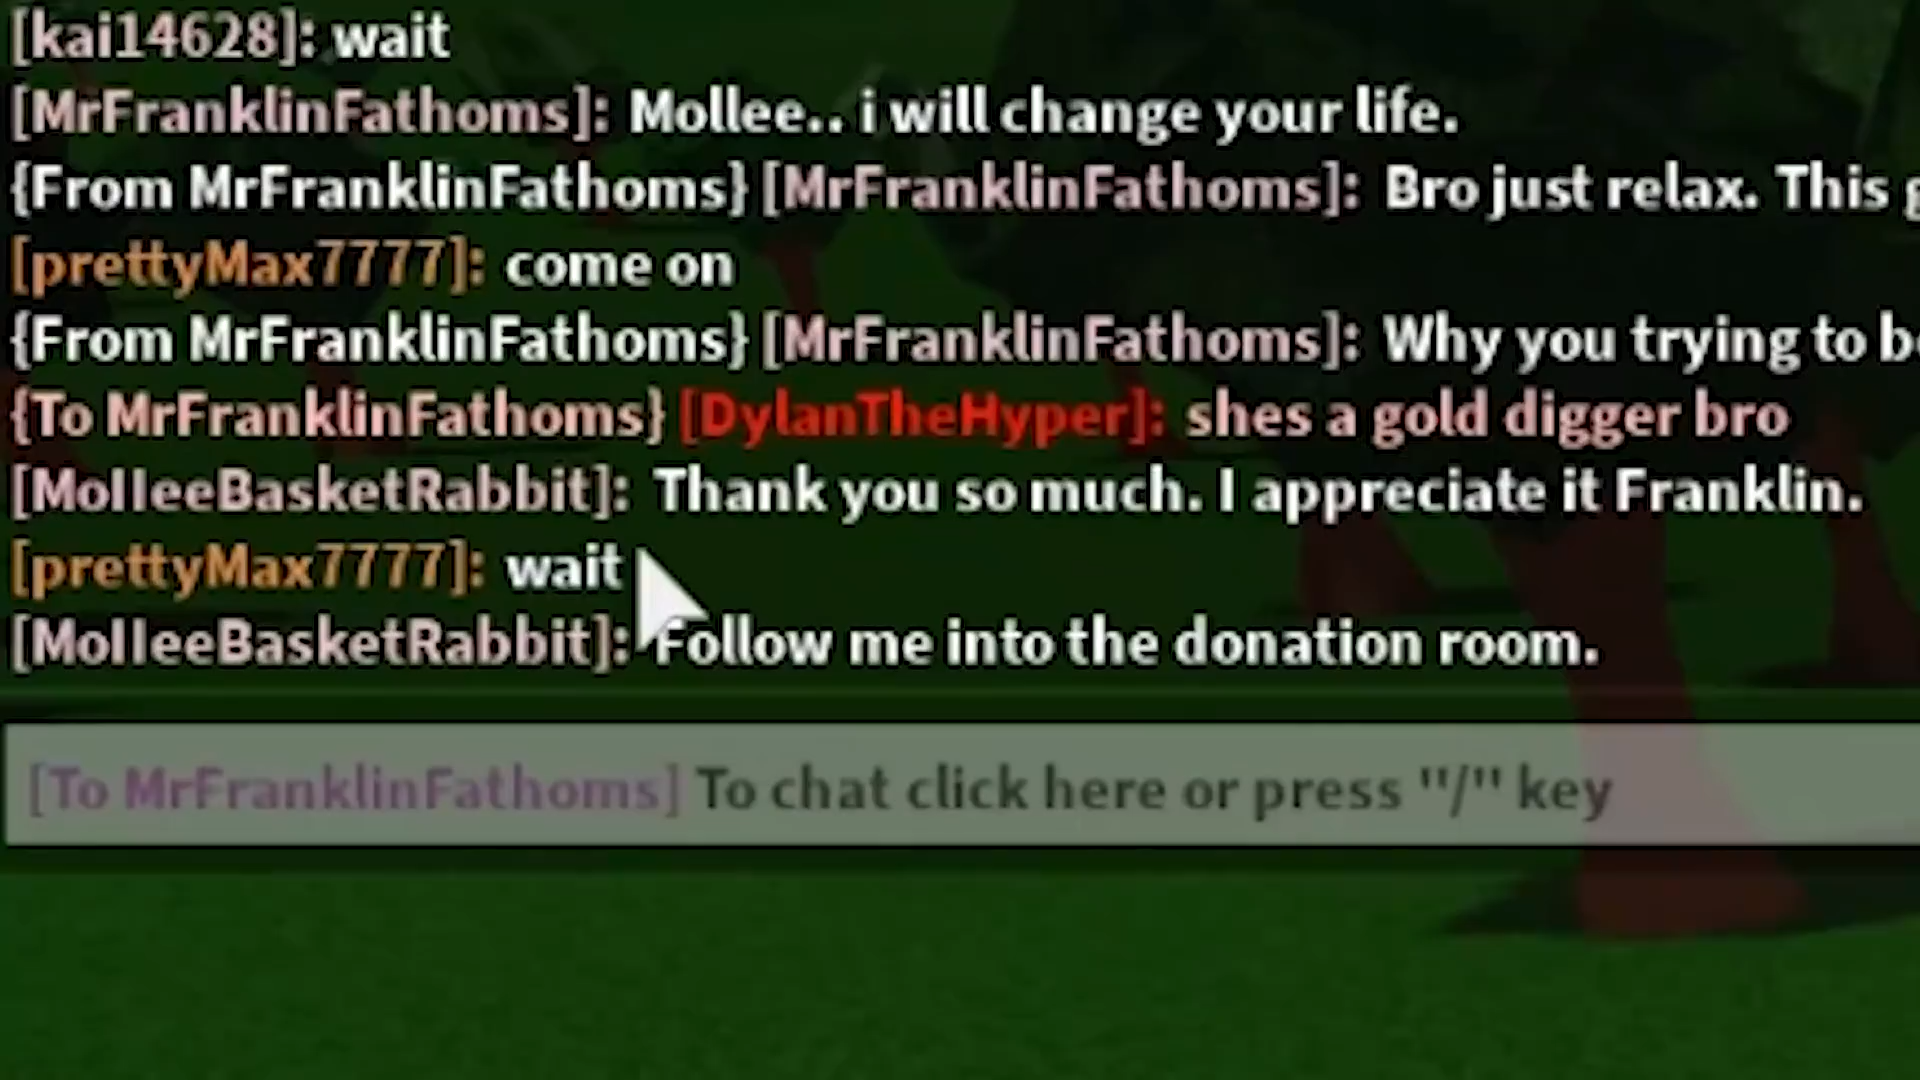 [kai14628]: wait
[MrFranklinFathoms]: Mollee.. i will change your life.
{From MrFranklinFathoms} [MrFranklinFathoms]: Bro just relax. This
[prettyMax7777]: come on
{From MrFranklinFathoms} [MrFranklinFathoms]: Why you trying to
{To MrFranklinFathoms} [DylanTheHyper]: shes a gold digger bro
[MolleeBasketRabbit]: Thank you so much. I appreciate it Franklin.
[prettyMax7777]: wait
[MolleeBasketRabbit]: Follow me into the donation room.
[To MrFranklinFathoms] To chat click here or press "/" key